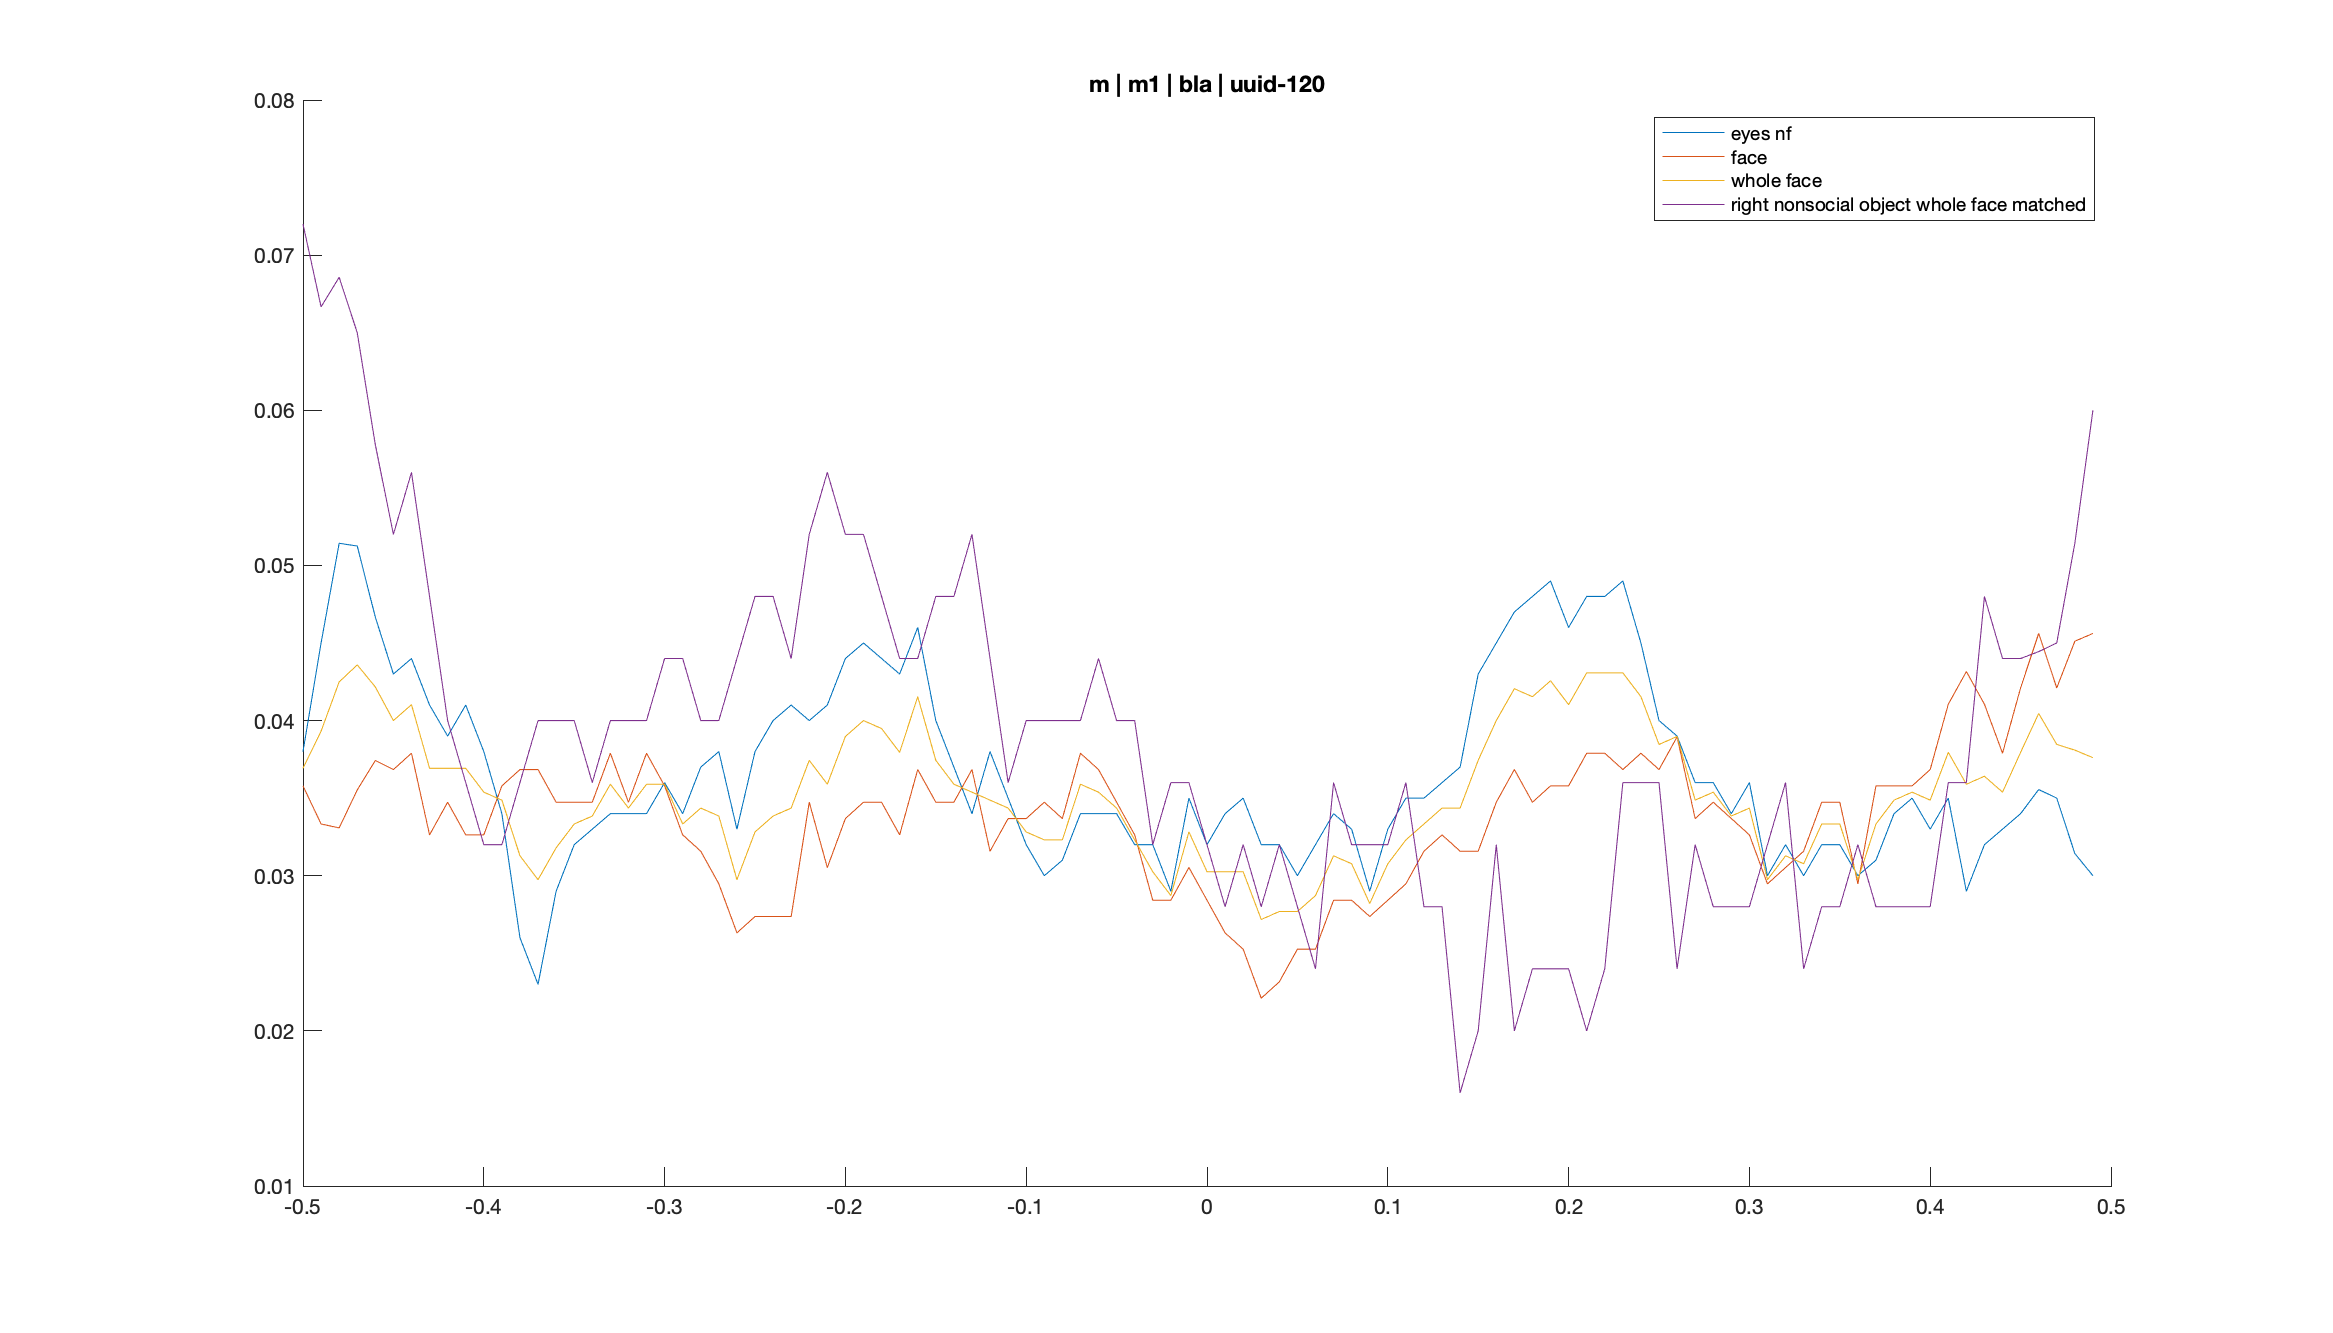 m | m1 | bla | uuid-120
0.08
eyes nf
face
whole face
right nonsocial object whole face matched
0.07
0.06
0.05
0.04
0.03
0.02
0.01
-0.5 -0.4 -0.3 -0.2 -0.1 0 0.1 0.2 0.3 0.4 0.5